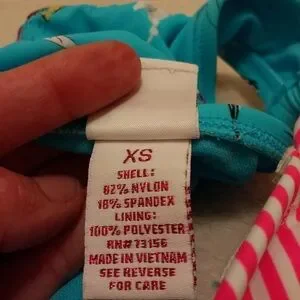 XS
SHELL:
82% NYLON
18% SPANDEX
LINING:
100% POLYESTER
RN# 73156
MADE IN VIETNAM
SEE REVERSE
FOR CARE